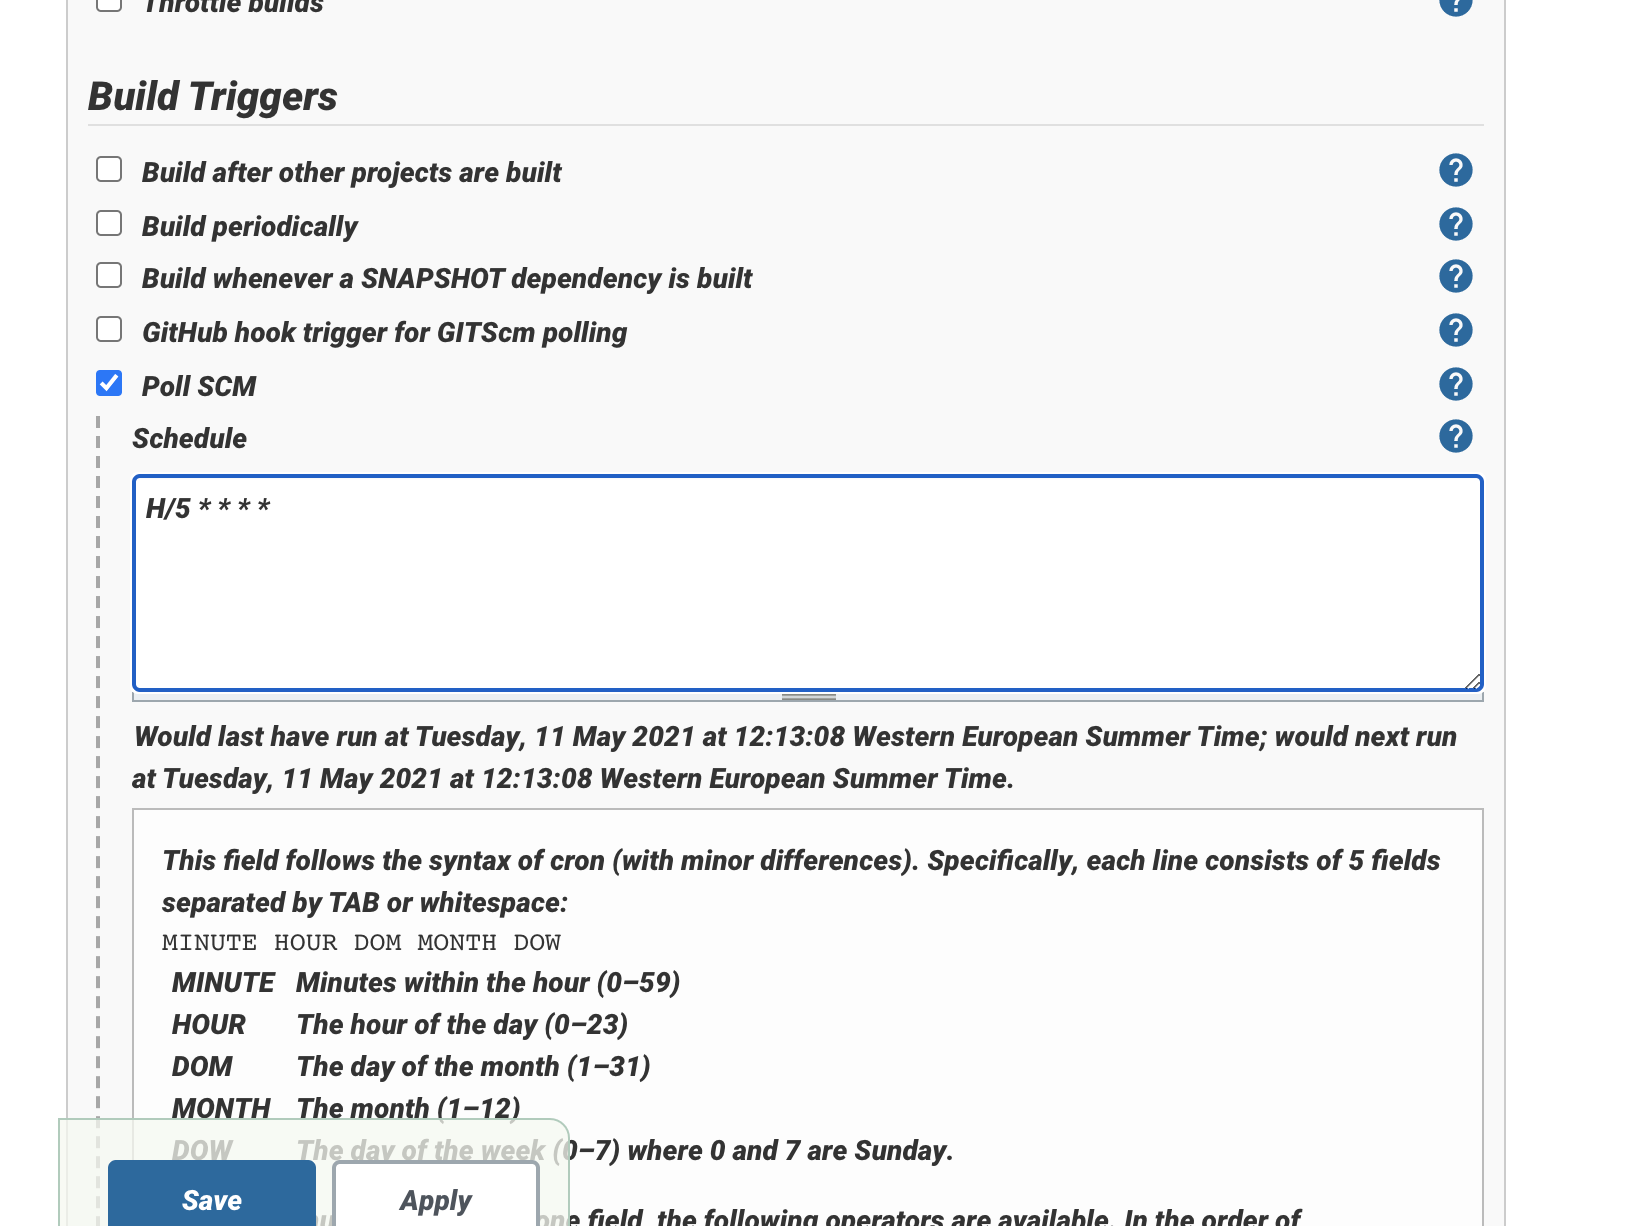 Throttle builds
?
Build Triggers
Build after other projects are built
?
Build periodically
?
Build whenever a SNAPSHOT dependency is built
?
GitHub hook trigger for GITScm polling
?
Poll SCM
?
Schedule
?
H/5 * * * *
Would last have run at Tuesday, 11 May 2021 at 12:13:08 Western European Summer Time; would next run
at Tuesday, 11 May 2021 at 12:13:08 Western European Summer Time.
This field follows the syntax of cron (with minor differences). Specifically, each line consists of 5 fields
separated by TAB or whitespace:
MINUTE HOUR DOM MONTH DOW
MINUTE Minutes within the hour (0–59)
HOUR The hour of the day (0–23)
DOM The day of the month (1–31)
MONTH The month (1–12)
DOW The day of the week (0–7) where 0 and 7 are Sunday.
Save
Apply
one field, the following operators are available. In the order of